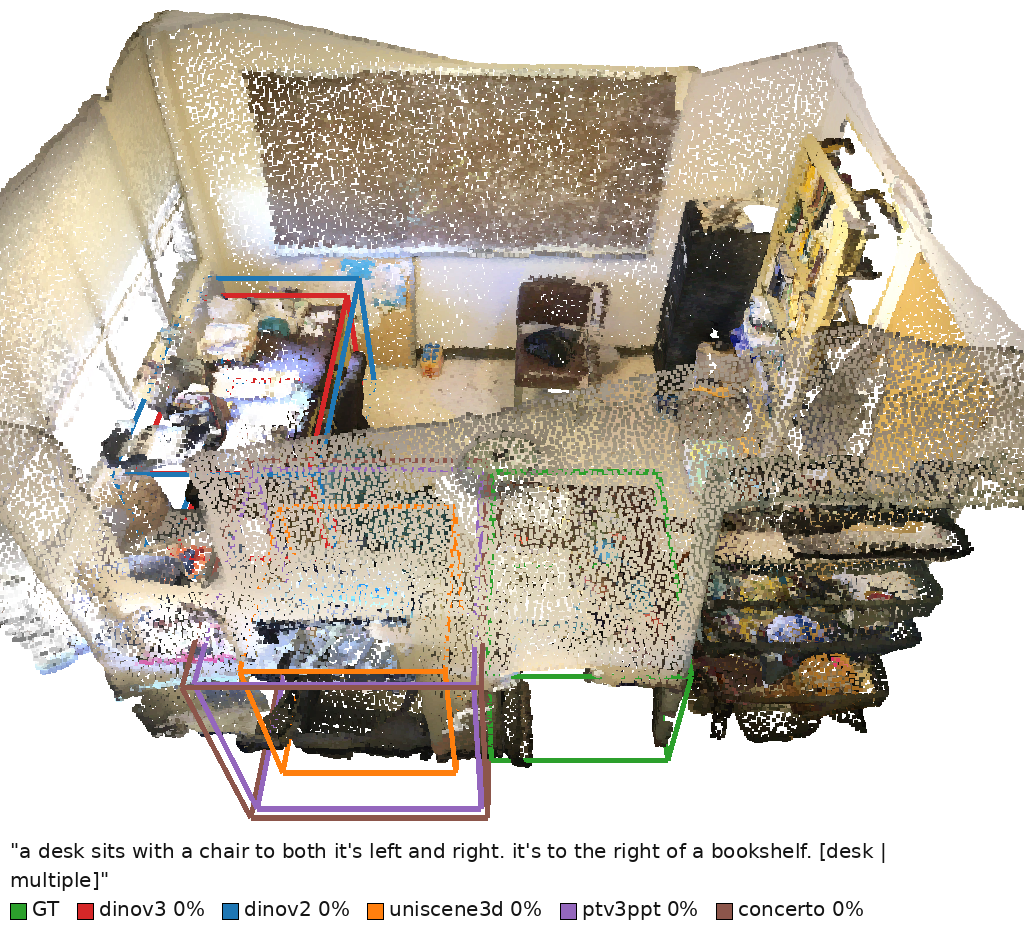 "a desk sits with a chair to both it's left and right. it's to the right of a bookshelf. [desk |
multiple]"
GT dinov3 0% dinov2 0% uniscene3d 0% ptv3ppt 0% concerto 0%